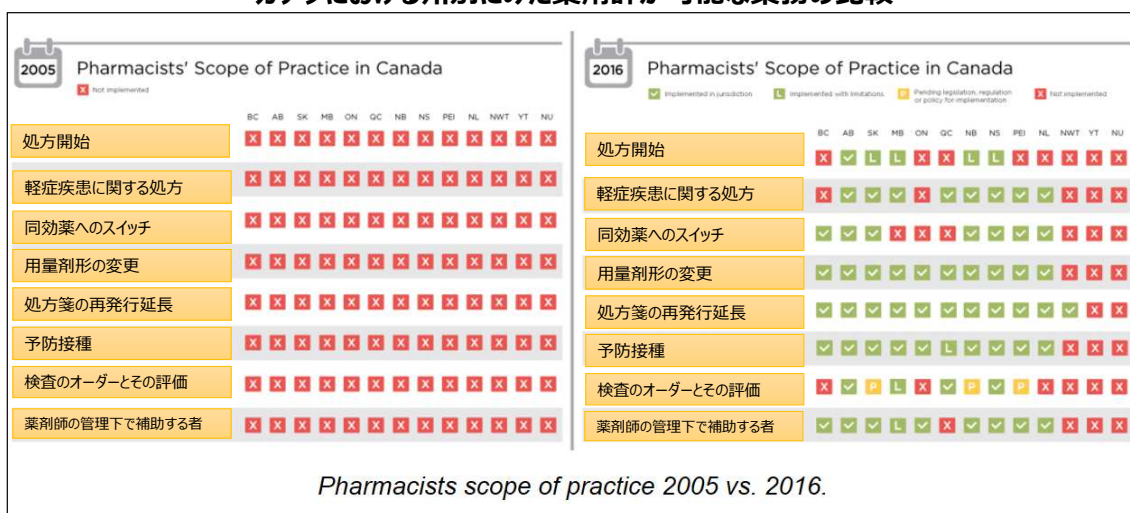 2005
Pharmacists' Scope of Practice in Canada
X Not implemented
BC AB SK MB ON QC NB NS PEI NL NWT YT NU
処方開始 X X X X X X X X X X X X X
軽症疾患に関する処方 X X X X X X X X X X X X X
同効薬へのスイッチ X X X X X X X X X X X X X
用量剤形の変更 X X X X X X X X X X X X X
処方箋の再発行延長 X X X X X X X X X X X X X
予防接種 X X X X X X X X X X X X X
検査のオーダーとその評価 X X X X X X X X X X X X X
薬剤師の管理下で補助する者 X X X X X X X X X X X X X
2016
Pharmacists' Scope of Practice in Canada
✓ Implemented in jurisdiction L Implemented with limitations P Pending legislation, regulation
or policy for implementation X Not implemented
BC AB SK MB ON QC NB NS PEI NL NWT YT NU
処方開始 X ✓ L L X X L L X X X X X
軽症疾患に関する処方 X ✓ ✓ ✓ X ✓ ✓ ✓ ✓ ✓ X X X
同効薬へのスイッチ ✓ ✓ ✓ X X X ✓ ✓ ✓ ✓ X X X
用量剤形の変更 ✓ ✓ ✓ ✓ ✓ ✓ ✓ ✓ ✓ ✓ X X X
処方箋の再発行延長 ✓ ✓ ✓ ✓ ✓ ✓ ✓ ✓ ✓ ✓ ✓ X X
予防接種 ✓ ✓ ✓ ✓ ✓ L ✓ ✓ ✓ ✓ X X X
検査のオーダーとその評価 X ✓ P L X ✓ P ✓ P X X X X
薬剤師の管理下で補助する者 ✓ ✓ ✓ L ✓ X ✓ ✓ ✓ ✓ X X X
Pharmacists scope of practice 2005 vs. 2016.